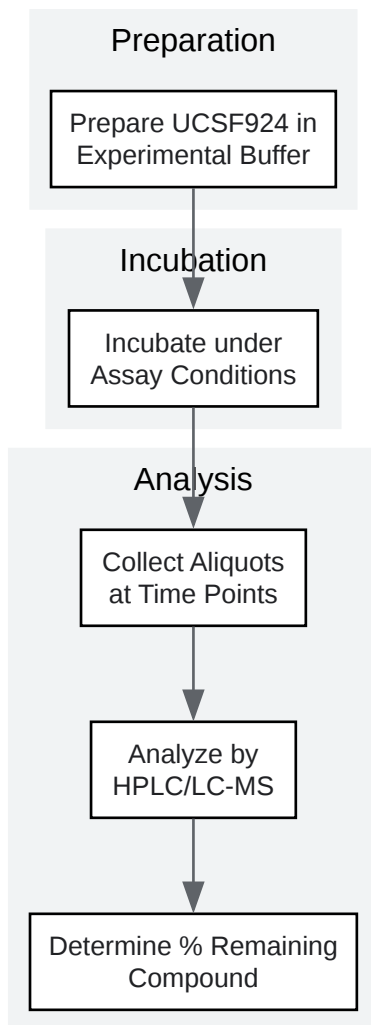 Preparation
Prepare UCSF924 in
Experimental Buffer
Incubation
Incubate under
Assay Conditions
Analysis
Collect Aliquots
at Time Points
Analyze by
HPLC/LC-MS
Determine % Remaining
Compound